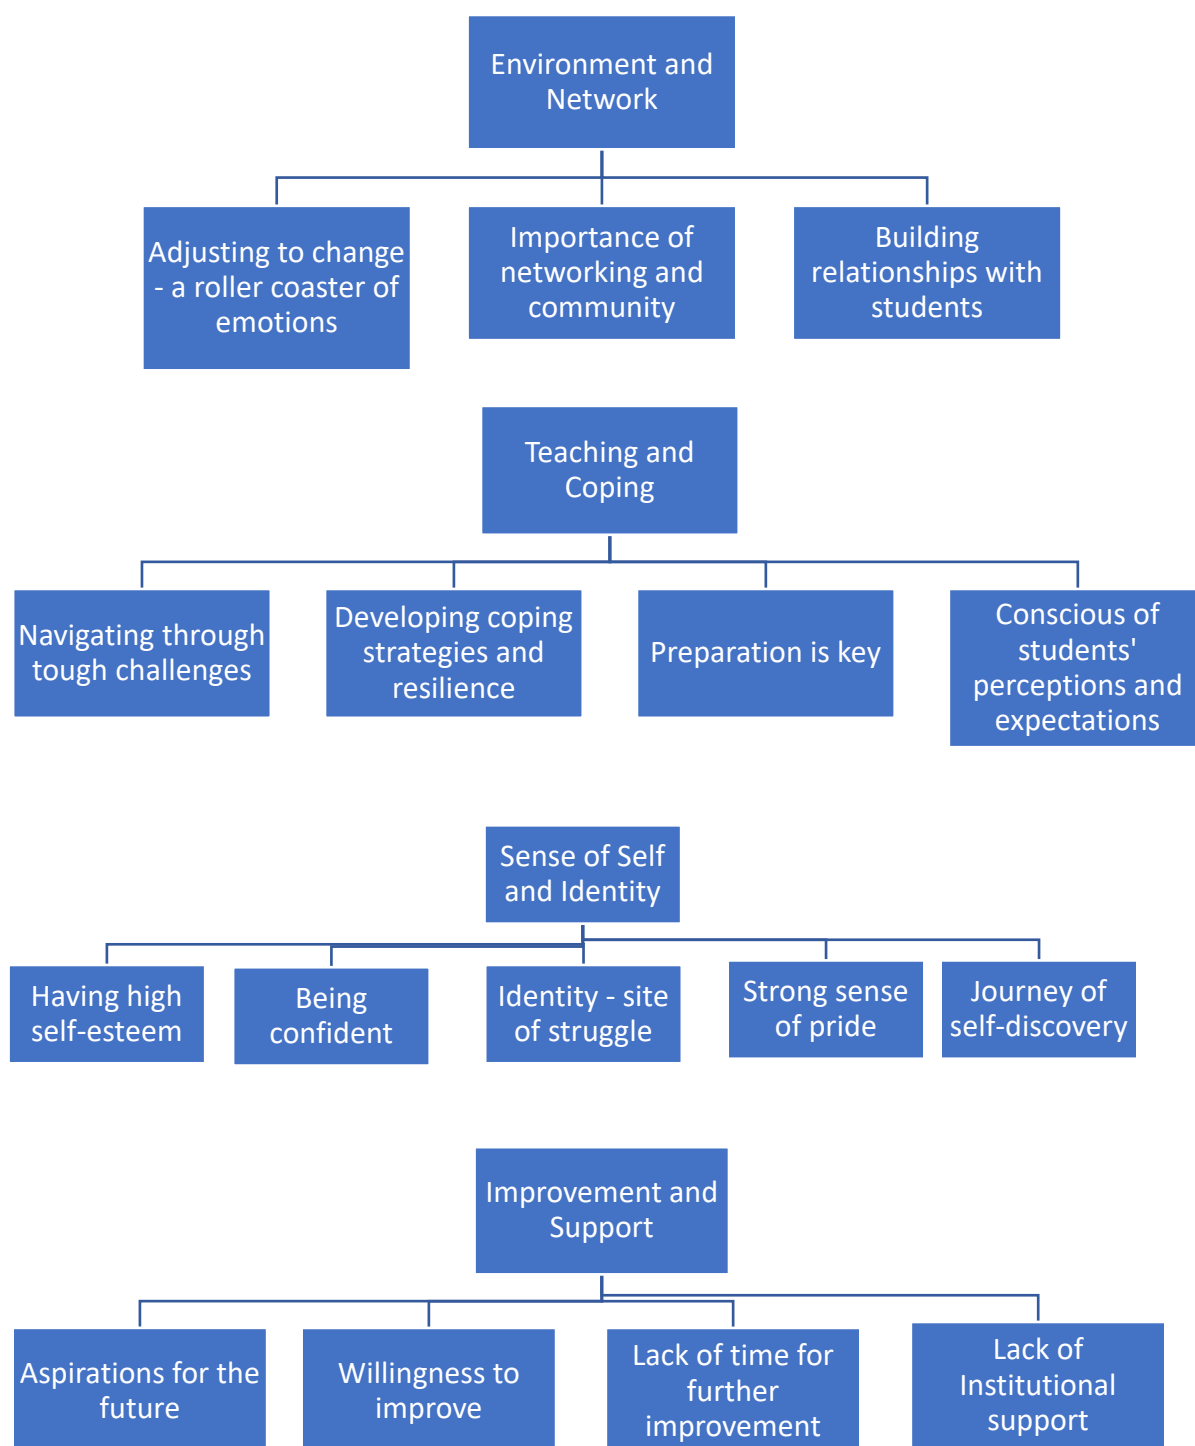 Environment and
Network
Adjusting to change
- a roller coaster of
emotions
Importance of
networking and
community
Building
relationships with
students
Teaching and
Coping
Navigating through
tough challenges
Developing coping
strategies and
resilience
Preparation is key
Conscious of
students'
perceptions and
expectations
Sense of Self
and Identity
Having high
self-esteem
Being
confident
Identity - site
of struggle
Strong sense
of pride
Journey of
self-discovery
Improvement and
Support
Aspirations for the
future
Willingness to
improve
Lack of time for
further
improvement
Lack of
Institutional
support